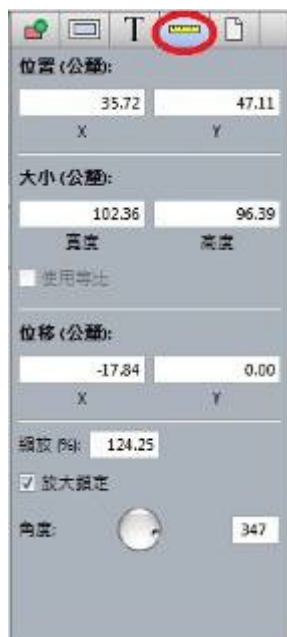 T
位置 (公釐):
35.72 47.11
X Y
大小 (公釐):
102.36 96.39
寬度 高度
使用等比
位移 (公釐):
-17.84 0.00
X Y
縮放 (%): 124.25
放大鎖定
角度: 347